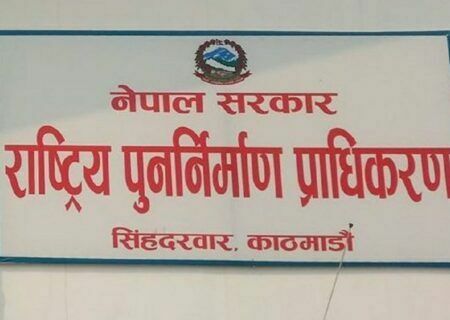 नेपाल सरकार
राष्ट्रिय पुनर्निर्माण प्राधिकरण
सिंहदरवार, काठमाडौं